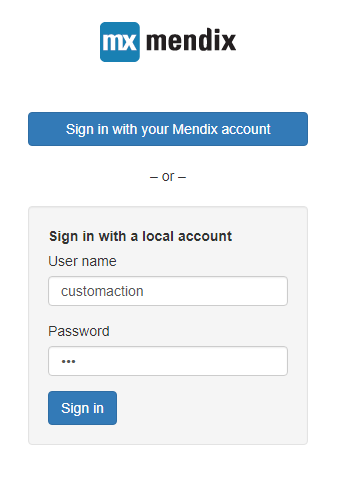 mx mendix
Sign in with your Mendix account
– or –
Sign in with a local account
User name
customaction
Password
•••
Sign in